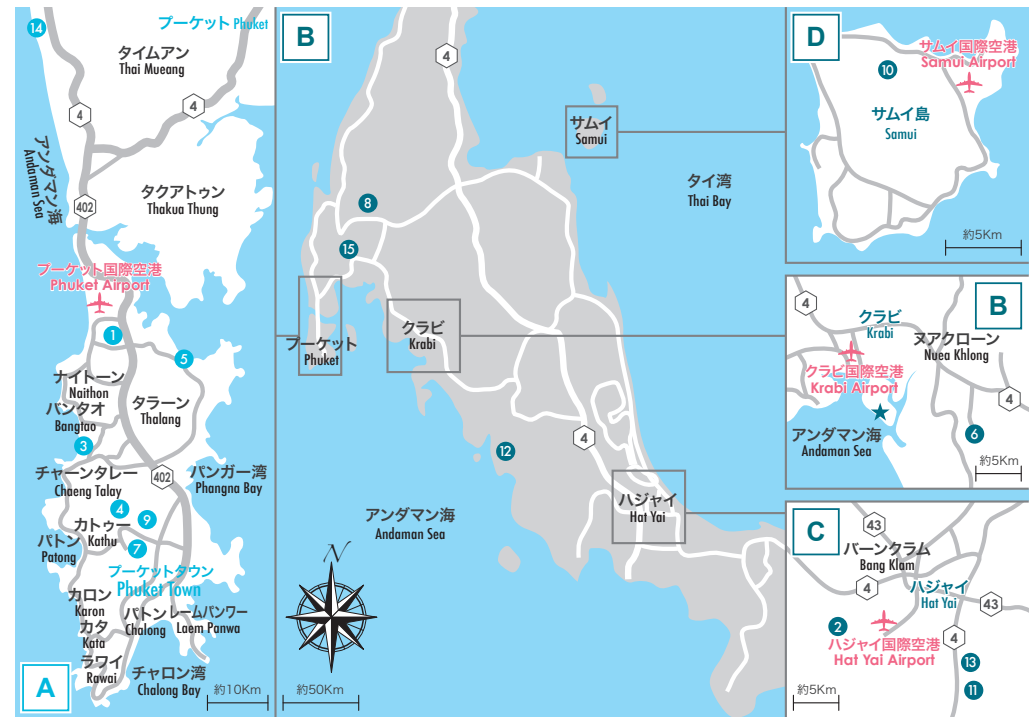 14
プーケット Phuket
タイムアン
Thai Mueang
4
4
アンダマン海
Andaman Sea
タクアトゥン
Thakua Thung
402
プーケット国際空港
Phuket Airport
1
5
ナイトーン
Naithon
バンタオ
Bangtao
タラーン
Thalang
3
チャーンタレー
Chaeng Talay
402
パンガー湾
Phangna Bay
4
9
カトゥー
Kathu
7
パトン
Patong
プーケットタウン
Phuket Town
カロン
Karon
カタ
Kata
パトン
Chalong
レームパンワー
Laem Panwa
ラワイ
Rawai
チャロン湾
Chalong Bay
A
約10Km
B
4
サムイ
Samui
タイ湾
Thai Bay
8
15
プーケット
Phuket
クラビ
Krabi
12
4
ハジャイ
Hat Yai
アンダマン海
Andaman Sea
N
約50Km
D
サムイ国際空港
Samui Airport
10
サムイ島
Samui
約5Km
B
4
クラビ
Krabi
ヌアクローン
Nuea Khlong
クラビ国際空港
Krabi Airport
4
アンダマン海
Andaman Sea
6
約5Km
C
43
バーンクラム
Bang Klam
4
ハジャイ
Hat Yai
43
2
4
ハジャイ国際空港
Hat Yai Airport
13
11
約5Km